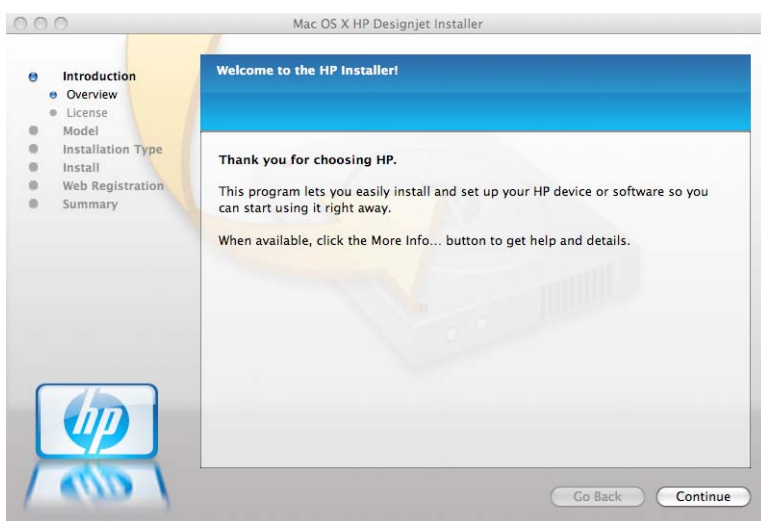 Mac OS X HP Designjet Installer
Introduction
Overview
License
Model
Installation Type
Install
Web Registration
Summary
Welcome to the HP Installer!
Thank you for choosing HP.
This program lets you easily install and set up your HP device or software so you
can start using it right away.
When available, click the More Info... button to get help and details.
hp
Go Back
Continue